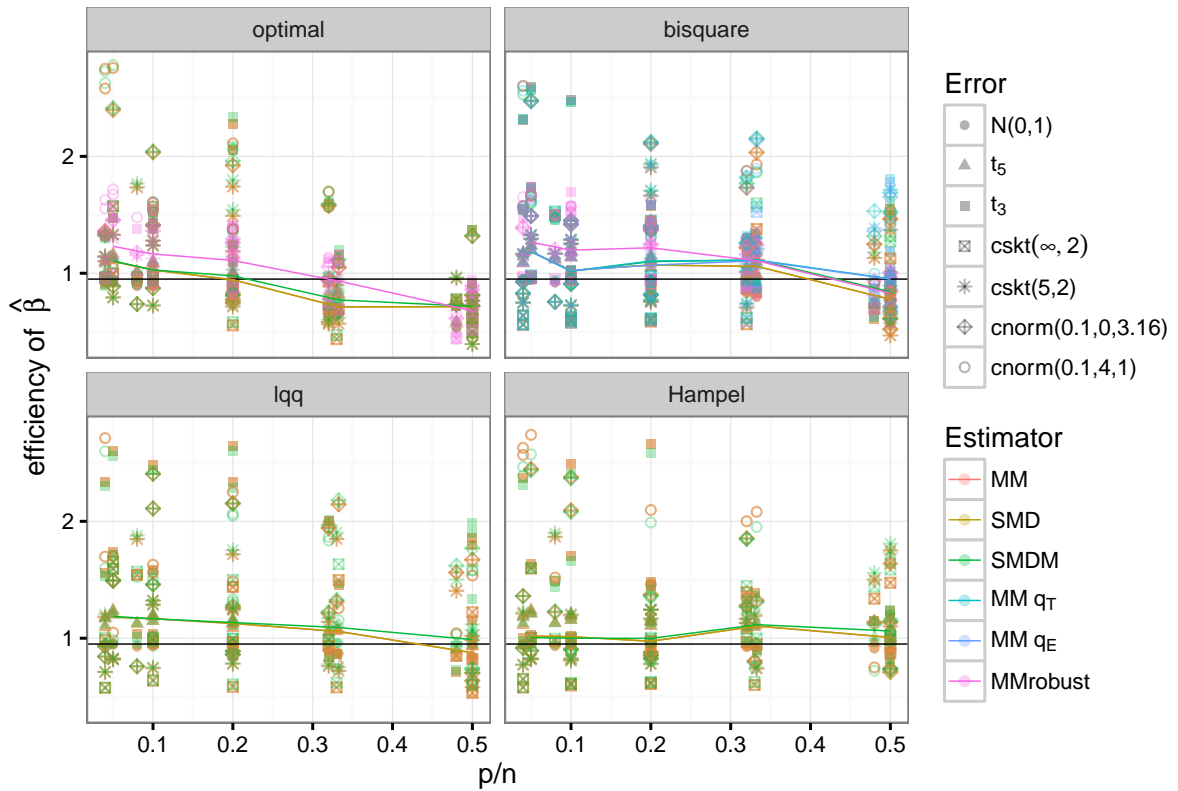 optimal
bisquare
2
1
lqq
Hampel
2
1
efficiency of β̂
0.1 0.2 0.3 0.4 0.5
0.1 0.2 0.3 0.4 0.5
p/n
Error
N(0,1)
t₅
t₃
cskt(∞, 2)
cskt(5,2)
cnorm(0.1,0,3.16)
cnorm(0.1,4,1)
Estimator
MM
SMD
SMDM
MM q_T
MM q_E
MMrobust